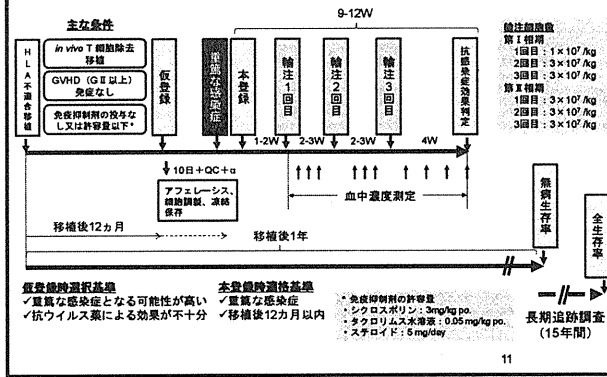 主な条件
HLA不適合移植
in vivo T細胞除去
移植
GVHD(GⅡ以上)
発症なし
免疫抑制剤の投与な
し又は許容量以下*
仮登録
重篤な感染症
本登録
9-12W
輸注1回目
輸注2回目
輸注3回目
抗感染症効果判定
1-2W
2-3W
2-3W
4W
輸注細胞数
第Ⅰ相期
1回目:1×10⁷/kg
2回目:3×10⁷/kg
3回目:3×10⁷/kg
第Ⅱ相期
1回目:3×10⁷/kg
2回目:3×10⁷/kg
3回目:3×10⁷/kg
10日+QC+α
アフェレーシス、
細胞調製、凍結
保存
血中濃度測定
移植後12ヵ月
移植後1年
無病生存率
全生存率
仮登録時選択基準
✓重篤な感染症となる可能性が高い
✓抗ウイルス薬による効果が不十分
本登録時適格基準
✓重篤な感染症
✓移植後12カ月以内
* 免疫抑制剤の許容量
・シクロスポリン:3mg/kg po.
・タクロリムス水溶液:0.05 mg/kg po.
・ステロイド:5 mg/day
長期追跡調査
(15年間)
11